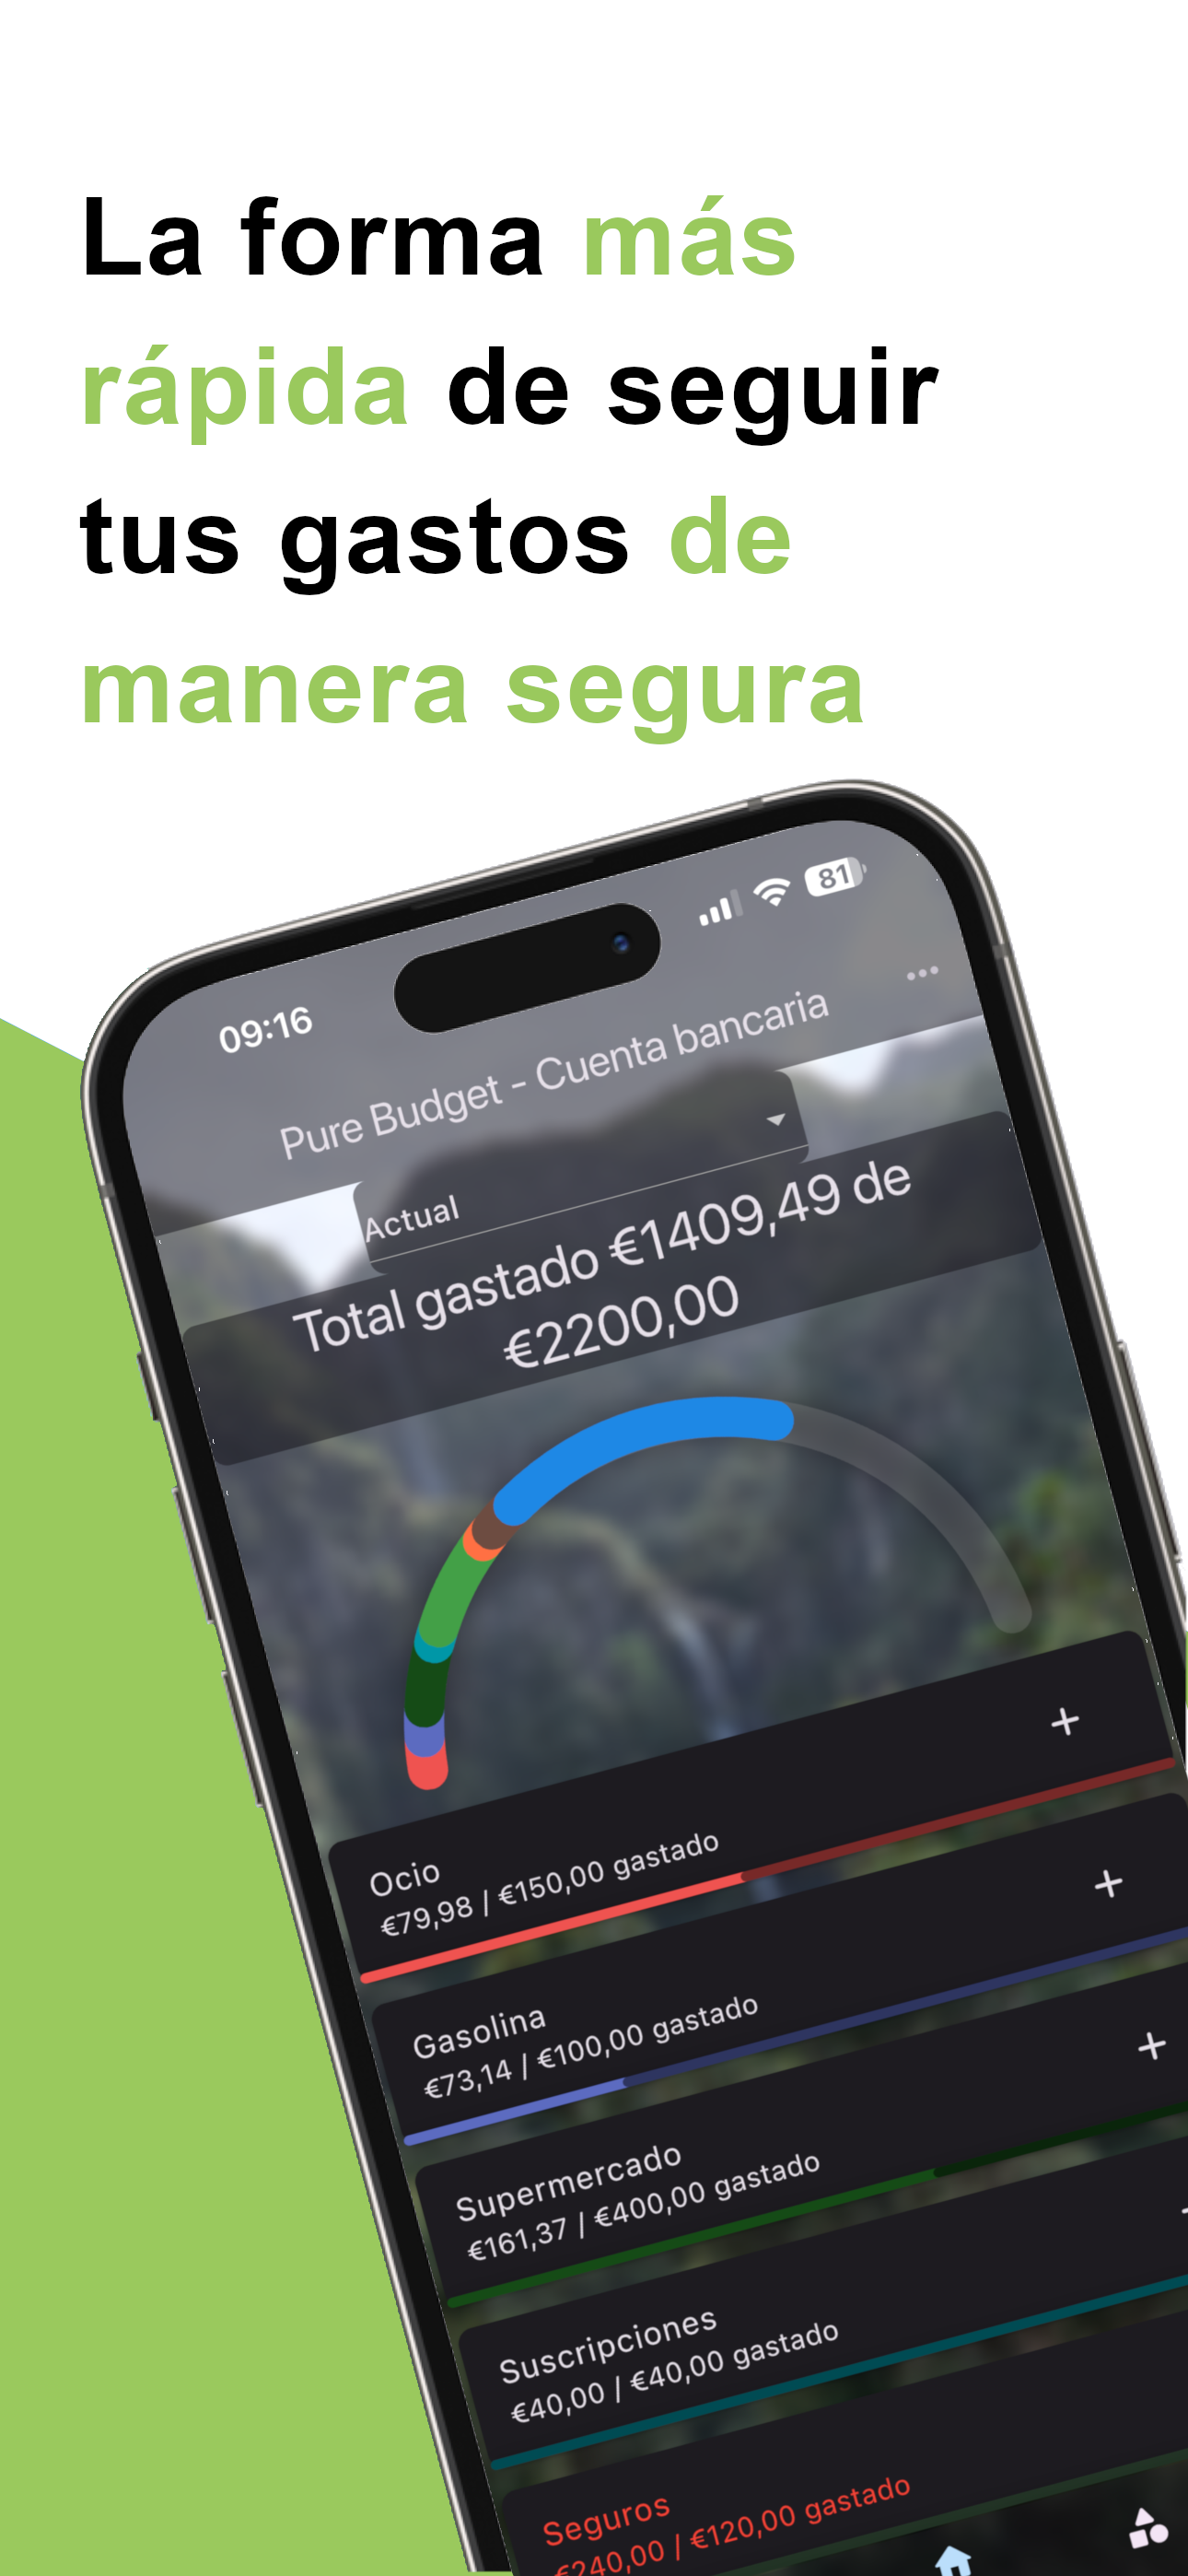 La forma más
rápida de seguir
tus gastos de
manera segura
09:16
81
Pure Budget - Cuenta bancaria
Actual
Total gastado €1409,49 de
€2200,00
Ocio
€79,98 / €150,00 gastado
Gasolina
€73,14 / €100,00 gastado
Supermercado
€161,37 / €400,00 gastado
Suscripciones
€40,00 / €40,00 gastado
Seguros
€240,00 / €120,00 gastado